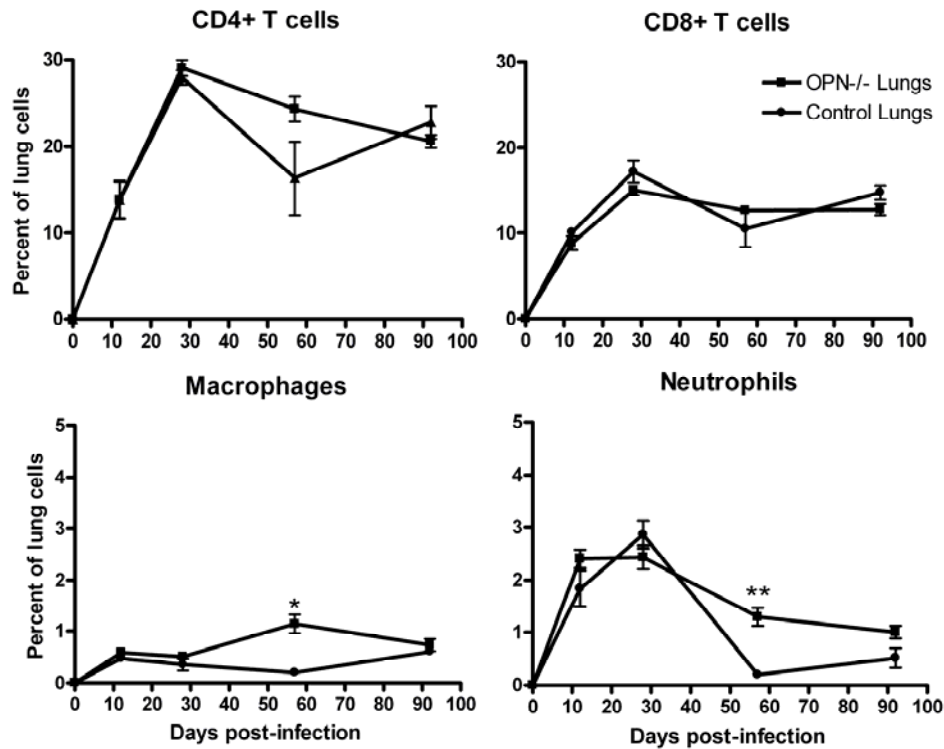 CD4+ T cells
Percent of lung cells
30
20
10
0
0 10 20 30 40 50 60 70 80 90 100
CD8+ T cells
OPN-/- Lungs
Control Lungs
30
20
10
0
0 10 20 30 40 50 60 70 80 90 100
Macrophages
Percent of lung cells
5
4
3
2
1
0
*
0 10 20 30 40 50 60 70 80 90 100
Days post-infection
Neutrophils
5
4
3
2
1
0
**
0 10 20 30 40 50 60 70 80 90 100
Days post-infection